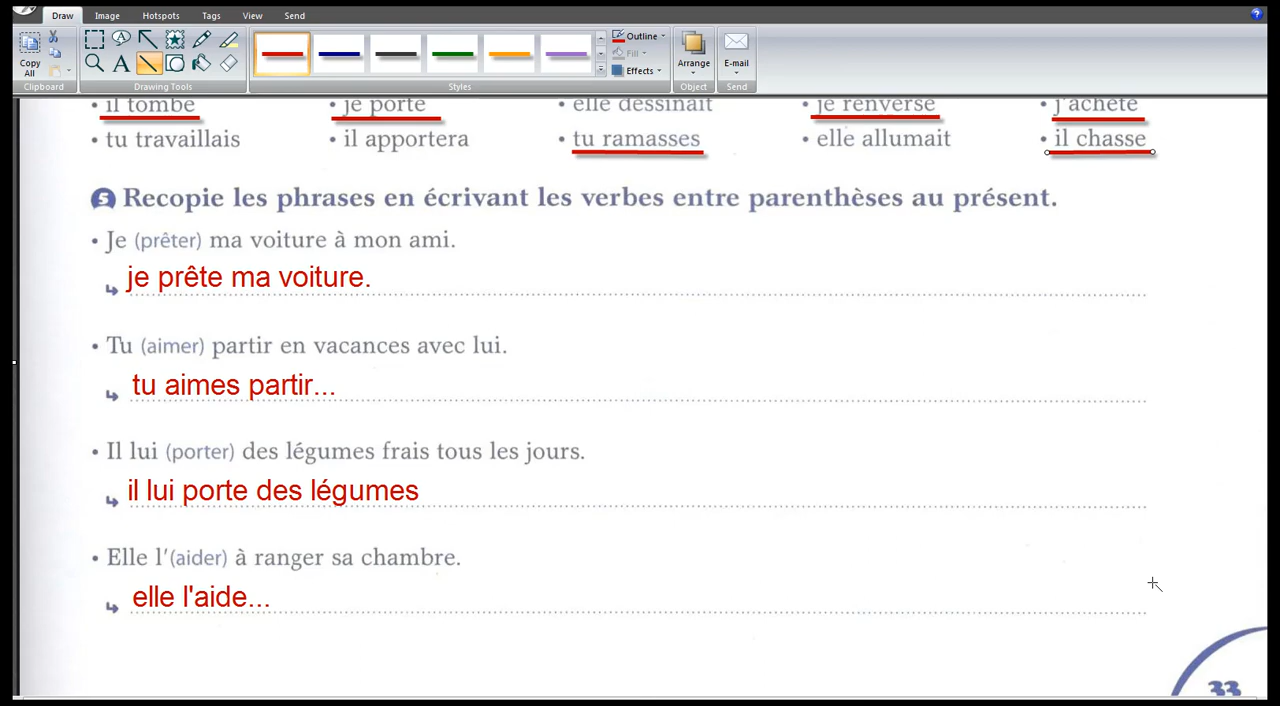 Draw Image Hotspots Tags View Send
Copy All
Outline
Fill
Effects
Arrange
E-mail
Clipboard Drawing Tools Styles Object Send
• il tombe • je porte • elle dessinait • je renverse • j'achète
• tu travaillais • il apportera • tu ramasses • elle allumait • il chasse
5 Recopie les phrases en écrivant les verbes entre parenthèses au présent.
• Je (prêter) ma voiture à mon ami.
je prête ma voiture.
• Tu (aimer) partir en vacances avec lui.
tu aimes partir...
• Il lui (porter) des légumes frais tous les jours.
il lui porte des légumes
• Elle l'(aider) à ranger sa chambre.
elle l'aide...
33